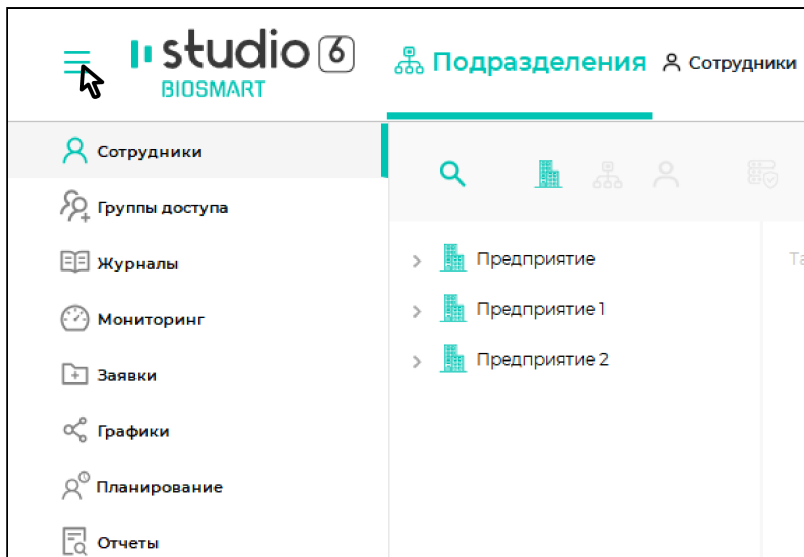 studio 6
BIOSMART
Подразделения
Сотрудники
Сотрудники
Группы доступа
Журналы
Мониторинг
Заявки
Графики
Планирование
Отчеты
Предприятие
Предприятие 1
Предприятие 2
Та